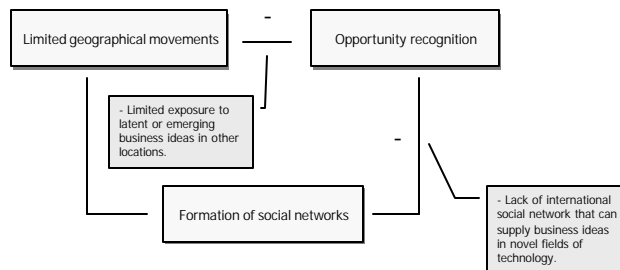 -
Limited geographical movements
Opportunity recognition
- Limited exposure to
latent or emerging
business ideas in other
locations.
-
Formation of social networks
- Lack of international
social network that can
supply business ideas
in novel fields of
technology.